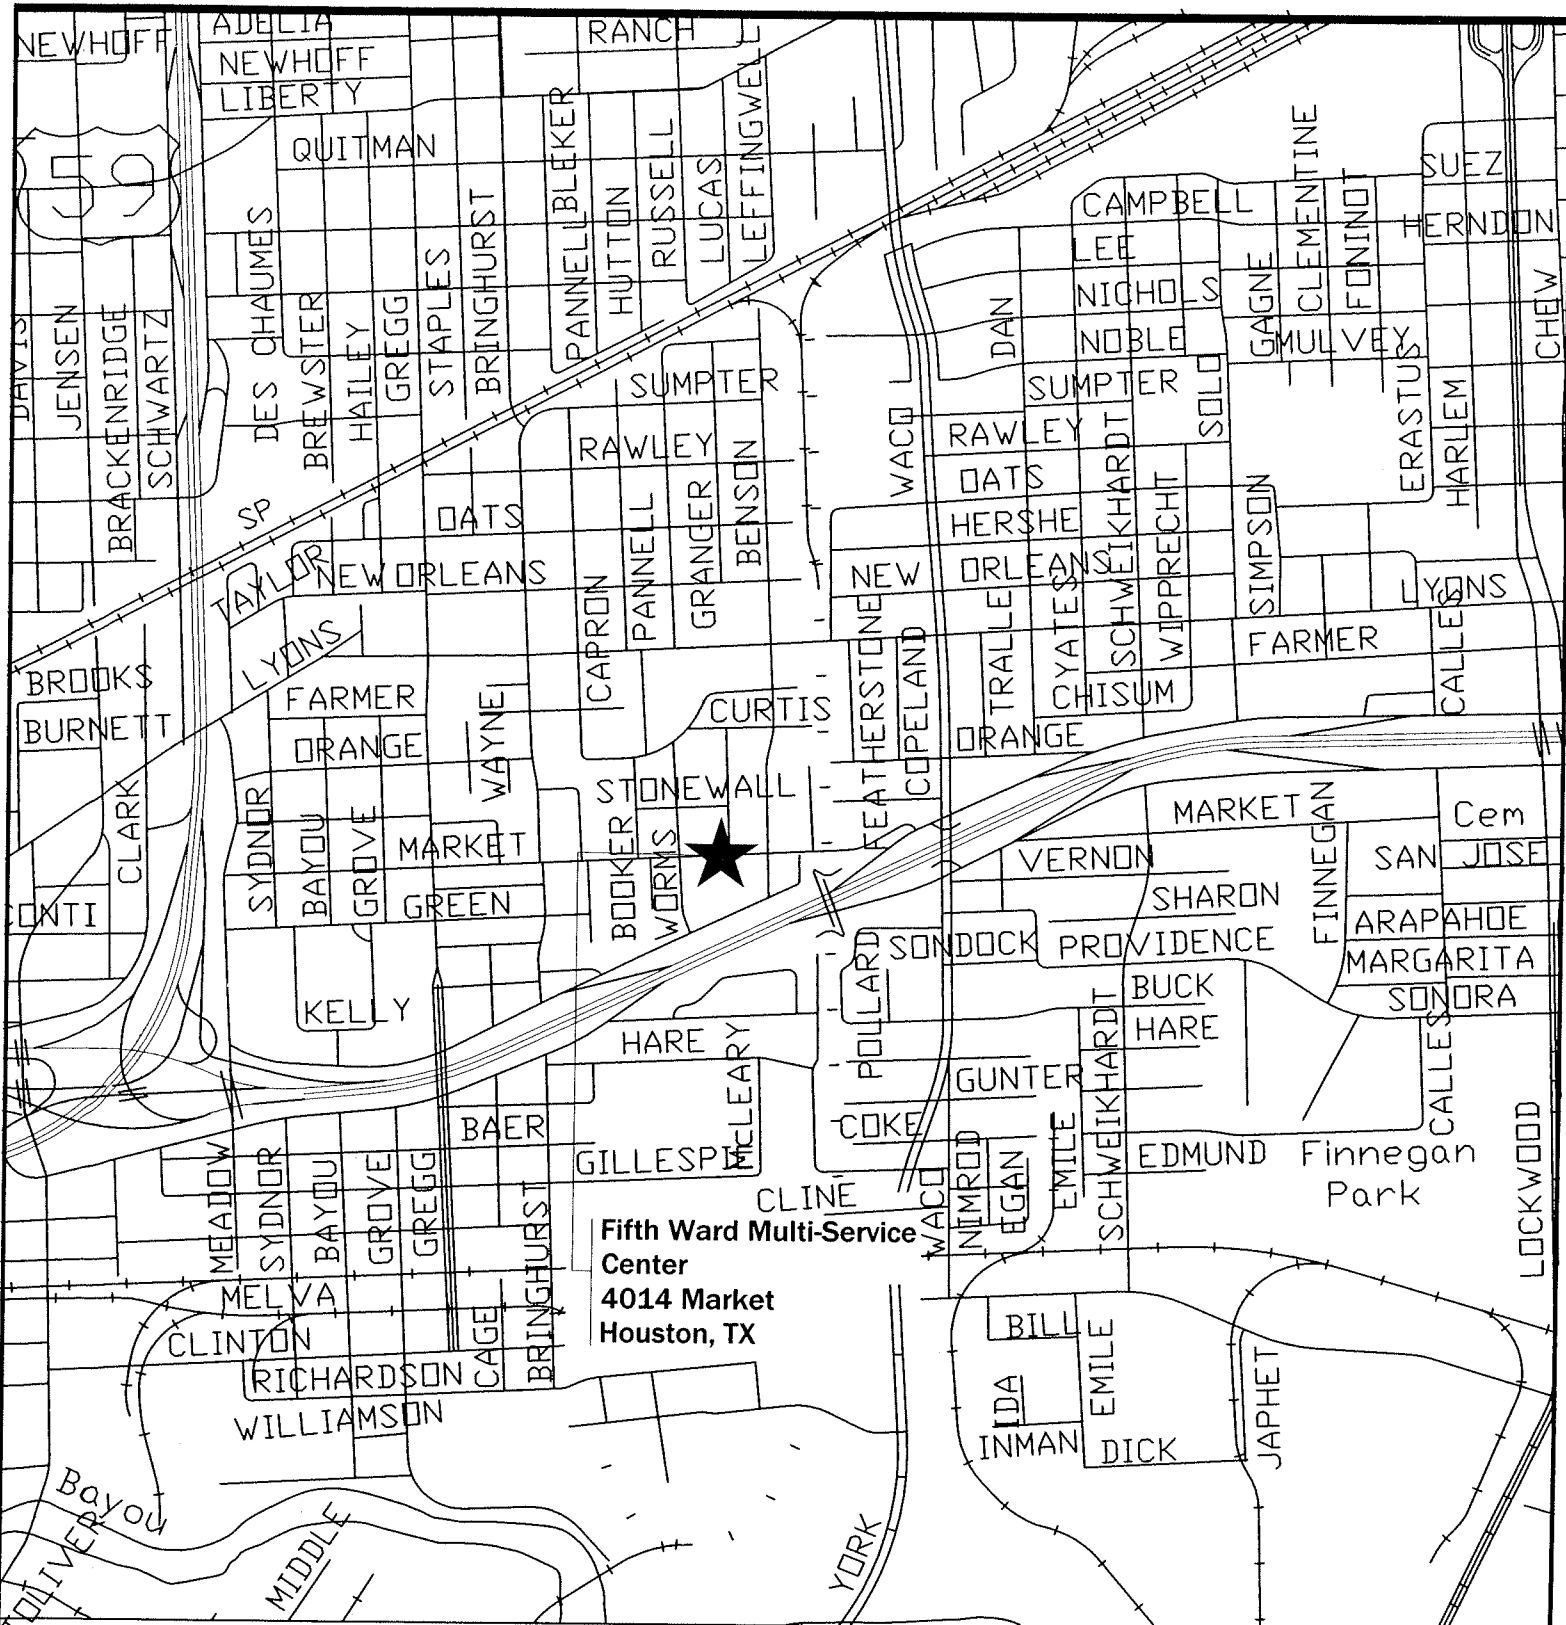 NEWHOFF
ADELIA
RANCH
NEWHOFF
LIBERTY
QUITMAN
59
PANNELL
BLEKER
HUTTON
RUSSELL
LUCAS
LEFFINGWELL
CAMPBELL
LEE
NICHOLS
NOBLE
DAN
GAGNE
CLEMENTINE
FONINOT
MULVEY
SUEZ
HERNDON
CHEW
DAVIS
JENSEN
BRACKENRIDGE
SCHWARTZ
DES CHAUMES
BREWSTER
HAILEY
GREGG
STAPLES
BRINGHURST
SUMPTER
SUMPTER
RAWLEY
RAWLEY
WACO
OATS
SOLO
ERASTUS
HARLEM
SP
OATS
PANNELL
GRANGER
BENSON
HERSHE
SCHWEIKHARDT
WIPPRECHT
SIMPSON
TAYLOR
NEW ORLEANS
CAPRON
NEW ORLEANS
LYONS
LYONS
BROOKS
BURNETT
FARMER
ORANGE
WAYNE
CURTIS
FEATHERSTONE
COPELAND
TRALLE
YATES
CHISUM
ORANGE
FARMER
CALLES
CLARK
SYDNOR
BAYOU
GROVE
MARKET
STONEWALL
BOOKER
WORMS
MARKET
VERNON
FINNEGAN
Cem
SAN JOSE
CONTI
GREEN
SHARON
ARAPAHOE
SONDOCK
PROVIDENCE
MARGARITA
POLLARD
BUCK
SONORA
KELLY
HARE
MCLEARY
HARE
GUNTER
SCHWEIKHARDT
CALLES
BAER
COKE
GILLESPIE
EDMUND
Finnegan
Park
LOCKWOOD
MEADOW
SYDNOR
BAYOU
GROVE
GREGG
BRINGHURST
CLINE
WACO
NIMROD
EGAN
EMILE
Fifth Ward Multi-Service
Center
4014 Market
Houston, TX
MELVA
CLINTON
CAGE
RICHARDSON
WILLIAMSON
BILL
EMILE
IDA
INMAN
DICK
JAPHET
Bayou
OLIVER
MIDDLE
YORK